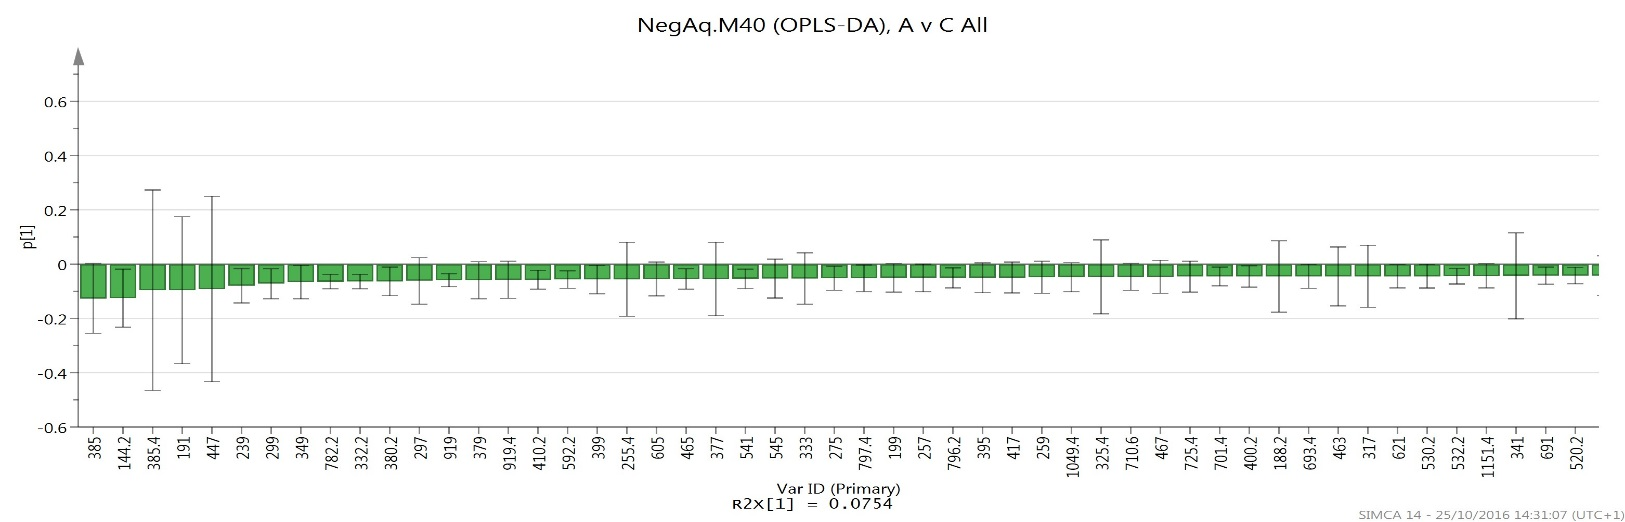 NegAq.M40 (OPLS-DA), A v C All
0.6
0.4
0.2
0
-0.2
-0.4
-0.6
p[1]
385 144.2 385.4 191 447 239 299 349 782.2 332.2 380.2 297 919 379 919.4 410.2 592.2 399 255.4 605 465 377 541 545 333 275 797.4 199 257 796.2 395 417 259 1049.4 325.4 710.6 467 725.4 701.4 400.2 188.2 693.4 463 317 621 530.2 532.2 1151.4 341 691 520.2
Var ID (Primary)
R2X[1] = 0.0754
SIMCA 14 - 25/10/2016 14:31:07 (UTC+1)